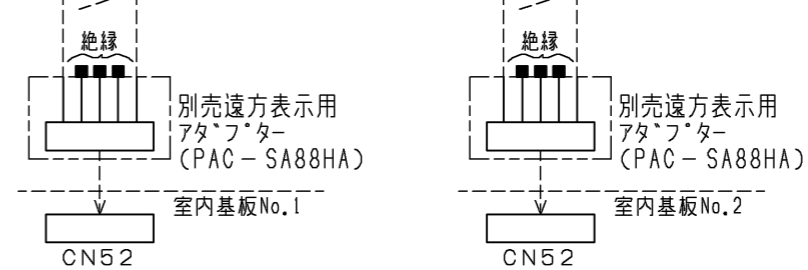 絶縁
別売遠方表示用
アダプター
(PAC-SA88HA)
室内基板No.1
CN52
絶縁
別売遠方表示用
アダプター
(PAC-SA88HA)
室内基板No.2
CN52